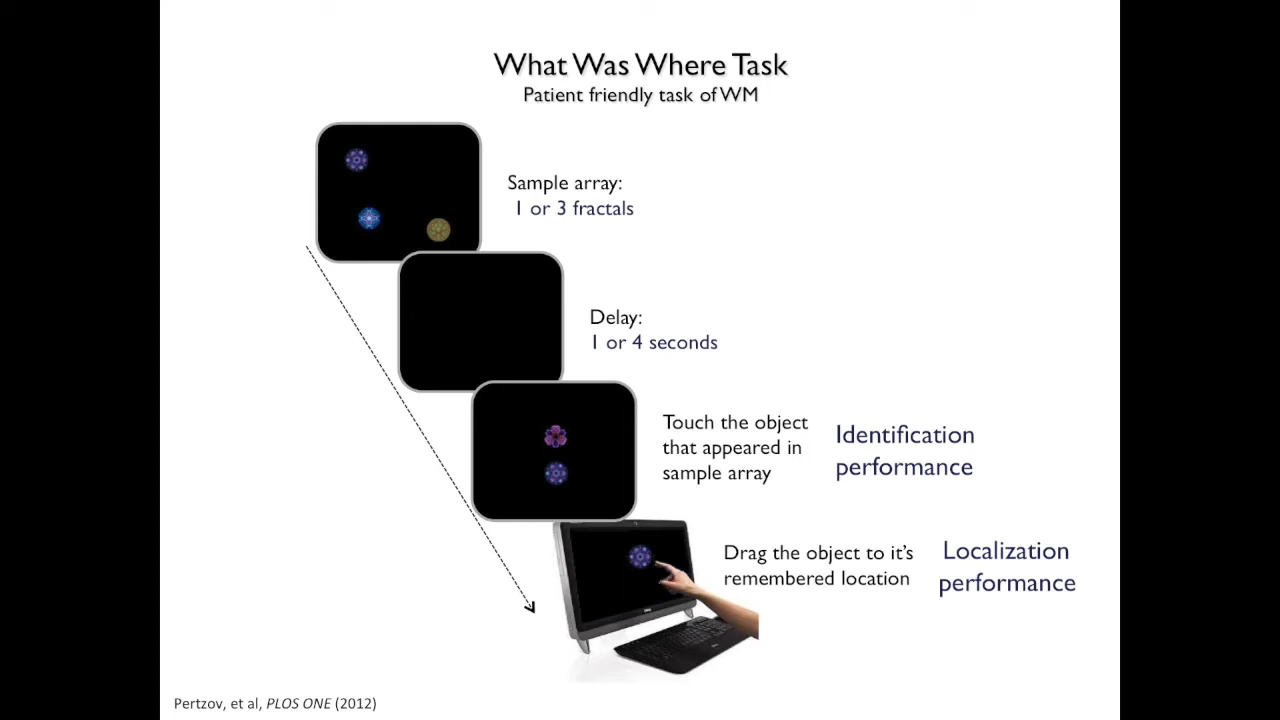 What Was Where Task
Patient friendly task of WM
Sample array:
1 or 3 fractals
Delay:
1 or 4 seconds
Touch the object
that appeared in
sample array
Identification
performance
Drag the object to it's
remembered location
Localization
performance
Pertzov, et al, PLOS ONE (2012)